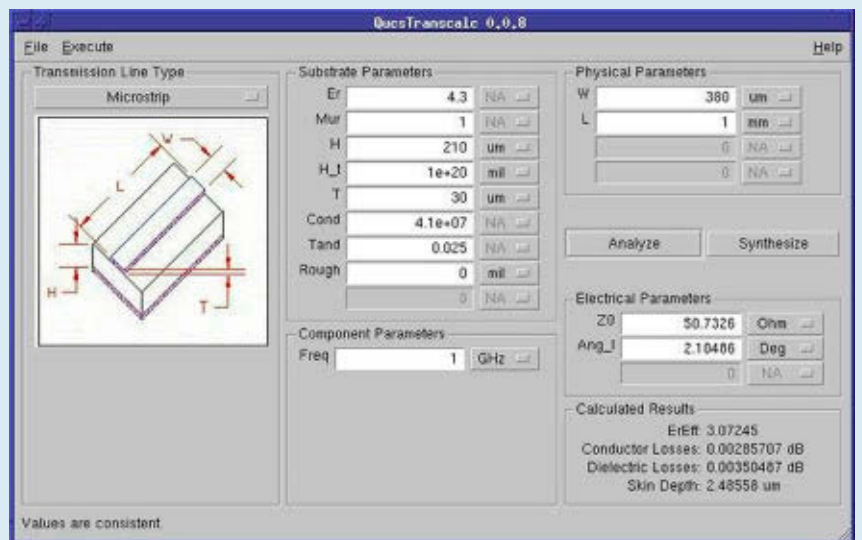 QucsTranscalc 0.0.8
File Execute Help
Transmission Line Type
Microstrip
W
L
H
T
Substrate Parameters
Er 4.3 NA
Mur 1 NA
H 210 um
H_t 1e+20 mil
T 30 um
Cond 4.1e+07 NA
Tand 0.025 NA
Rough 0 mil
0 NA
Component Parameters
Freq 1 GHz
Physical Parameters
W 380 um
L 1 mm
0 NA
0 NA
Analyze Synthesize
Electrical Parameters
Z0 50.7326 Ohm
Ang_l 2.10486 Deg
0 NA
Calculated Results
ErEff: 3.07245
Conductor Losses: 0.00285707 dB
Dielectric Losses: 0.00350487 dB
Skin Depth: 2.48558 um
Values are consistent.